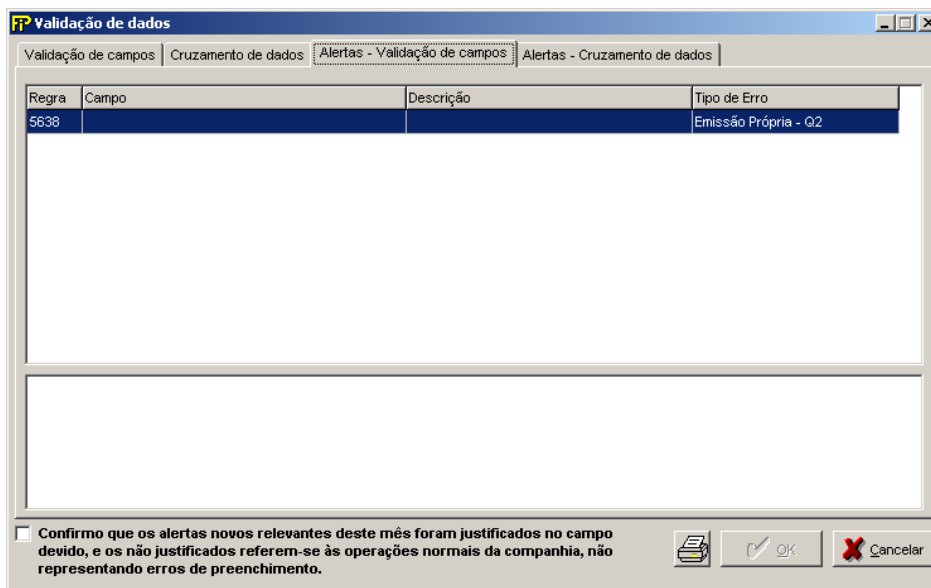 FIP Validação de dados
Validação de campos Cruzamento de dados Alertas - Validação de campos Alertas - Cruzamento de dados
Regra Campo Descrição Tipo de Erro
5638 Emissão Própria - Q2
Confirmo que os alertas novos relevantes deste mês foram justificados no campo
devido, e os não justificados referem-se às operações normais da companhia, não
representando erros de preenchimento.
OK Cancelar